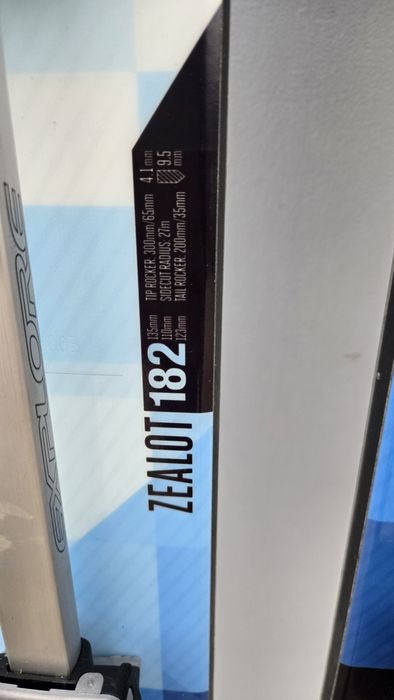 EXPLORE
ZEALOT 182
135mm
110mm
123mm
TIP ROCKER: 300mm/65mm
SIDECUT RADIUS: 27m
TAIL ROCKER: 200mm/35mm
4.1 mm
9.5 mm